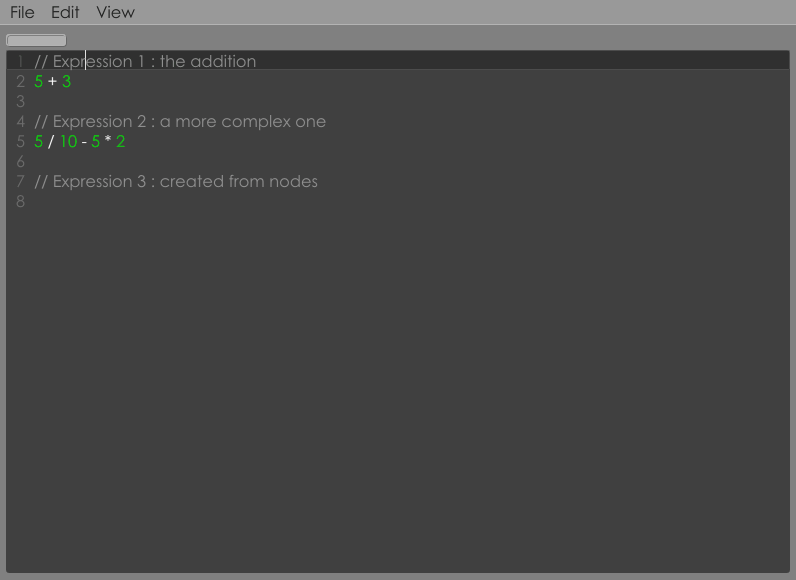 File Edit View
1 // Expression 1 : the addition
2 5 + 3
3
4 // Expression 2 : a more complex one
5 5 / 10 - 5 * 2
6
7 // Expression 3 : created from nodes
8